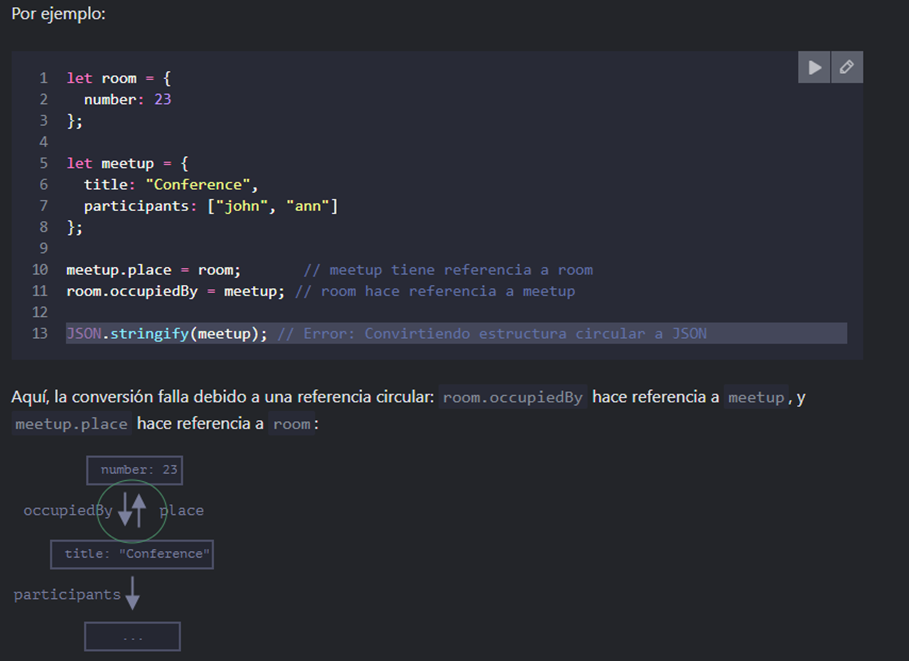 Por ejemplo:
1 let room = {
2   number: 23
3 };
4
5 let meetup = {
6   title: "Conference",
7   participants: ["john", "ann"]
8 };
9
10 meetup.place = room;       // meetup tiene referencia a room
11 room.occupiedBy = meetup; // room hace referencia a meetup
12
13 JSON.stringify(meetup); // Error: Convirtiendo estructura circular a JSON
Aquí, la conversión falla debido a una referencia circular: room.occupiedBy hace referencia a meetup, y
meetup.place hace referencia a room:
number: 23
occupiedBy place
title: "Conference"
participants
...